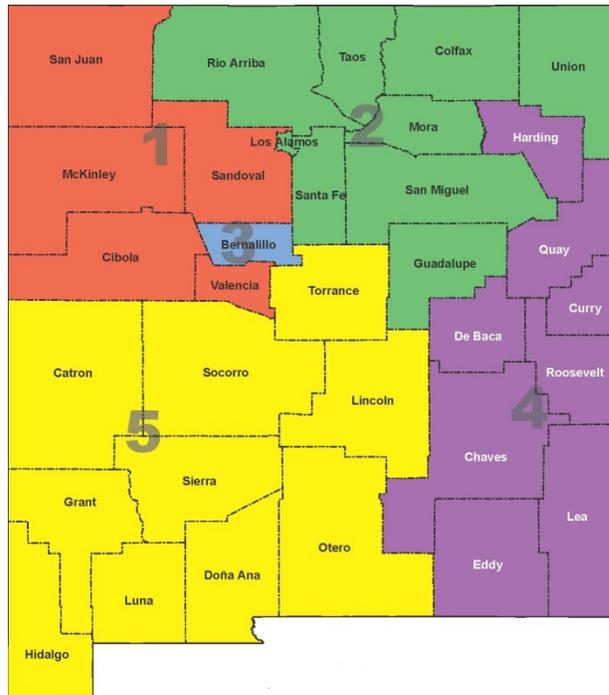 San Juan
Rio Arriba
Taos
Colfax
Union
1
2
Mora
Harding
Los Alamos
McKinley
Sandoval
Santa Fe
San Miguel
3
Bernalillo
Quay
Cibola
Guadalupe
Valencia
Torrance
Curry
De Baca
Catron
Socorro
Roosevelt
Lincoln
4
5
Chaves
Sierra
Grant
Lea
Otero
Eddy
Doña Ana
Luna
Hidalgo